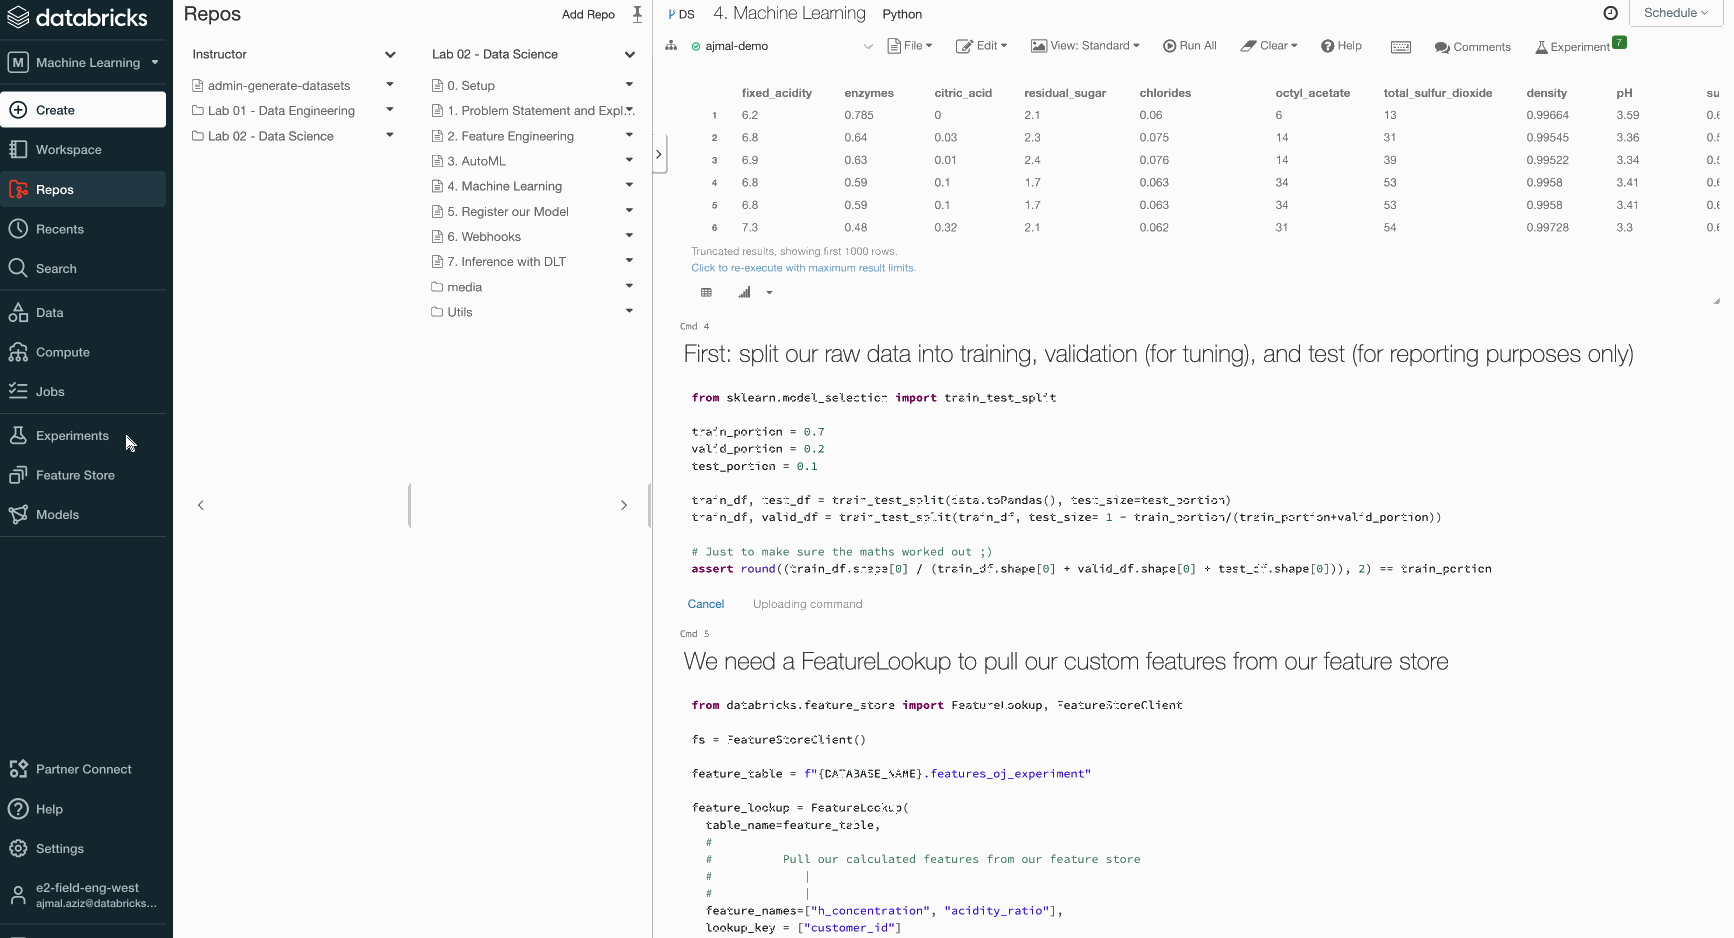 databricks
M Machine Learning
Create
Workspace
Repos
Recents
Search
Data
Compute
Jobs
Experiments
Feature Store
Models
Partner Connect
Help
Settings
e2-field-eng-west
ajmal.aziz@databricks...
Repos
Add Repo
Instructor
admin-generate-datasets
Lab 01 - Data Engineering
Lab 02 - Data Science
Lab 02 - Data Science
0. Setup
1. Problem Statement and Expl...
2. Feature Engineering
3. AutoML
4. Machine Learning
5. Register our Model
6. Webhooks
7. Inference with DLT
media
Utils
DS 4. Machine Learning Python
Schedule
ajmal-demo File Edit View: Standard Run All Clear Help Comments Experiment 7
fixed_acidity enzymes citric_acid residual_sugar chlorides octyl_acetate total_sulfur_dioxide density pH su
1 6.2 0.785 0 2.1 0.06 6 13 0.99664 3.59 0.6
2 6.8 0.64 0.03 2.3 0.075 14 31 0.99545 3.36 0.5
3 6.9 0.63 0.01 2.4 0.076 14 39 0.99522 3.34 0.5
4 6.8 0.59 0.1 1.7 0.063 34 53 0.9958 3.41 0.6
5 6.8 0.59 0.1 1.7 0.063 34 53 0.9958 3.41 0.6
6 7.3 0.48 0.32 2.1 0.062 31 54 0.99728 3.3 0.6
Truncated results, showing first 1000 rows.
Click to re-execute with maximum result limits.
Cmd 4
First: split our raw data into training, validation (for tuning), and test (for reporting purposes only)
from sklearn.model_selection import train_test_split
train_portion = 0.7
valid_portion = 0.2
test_portion = 0.1
train_df, test_df = train_test_split(data.toPandas(), test_size=test_portion)
train_df, valid_df = train_test_split(train_df, test_size= 1 - train_portion/(train_portion+valid_portion))
# Just to make sure the maths worked out ;)
assert round((train_df.shape[0] / (train_df.shape[0] + valid_df.shape[0] + test_df.shape[0])), 2) == train_portion
Cancel Uploading command
Cmd 5
We need a FeatureLookup to pull our custom features from our feature store
from databricks.feature_store import FeatureLookup, FeatureStoreClient
fs = FeatureStoreClient()
feature_table = f"{DATABASE_NAME}.features_oj_experiment"
feature_lookup = FeatureLookup(
table_name=feature_table,
#
# Pull our calculated features from our feature store
# |
# |
feature_names=["h_concentration", "acidity_ratio"],
lookup_key = ["customer_id"]